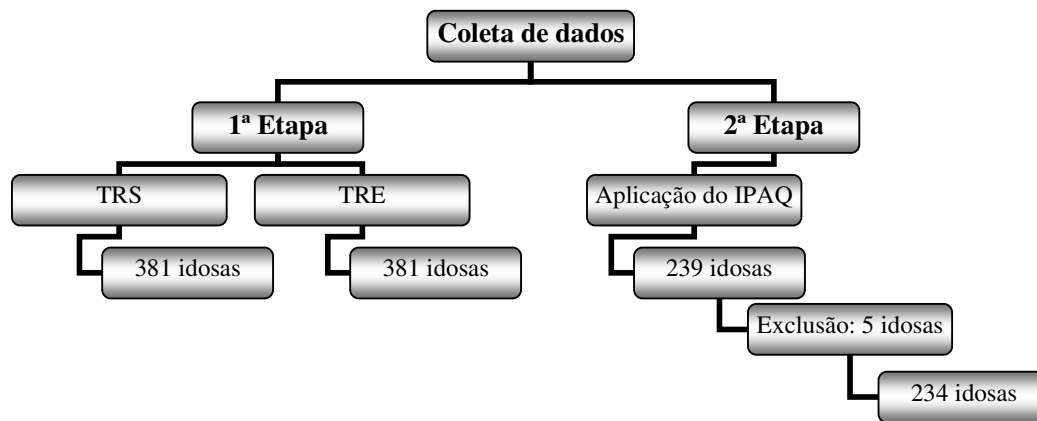 Coleta de dados
1ª Etapa
2ª Etapa
TRS
TRE
Aplicação do IPAQ
381 idosas
381 idosas
239 idosas
Exclusão: 5 idosas
234 idosas